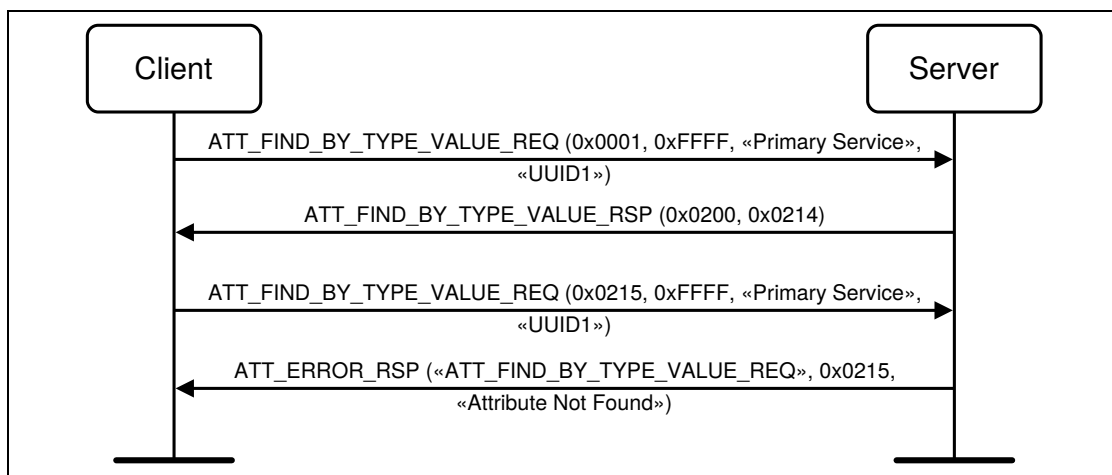 Client
Server
ATT_FIND_BY_TYPE_VALUE_REQ (0x0001, 0xFFFF, «Primary Service»,
«UUID1»)
ATT_FIND_BY_TYPE_VALUE_RSP (0x0200, 0x0214)
ATT_FIND_BY_TYPE_VALUE_REQ (0x0215, 0xFFFF, «Primary Service»,
«UUID1»)
ATT_ERROR_RSP («ATT_FIND_BY_TYPE_VALUE_REQ», 0x0215,
«Attribute Not Found»)